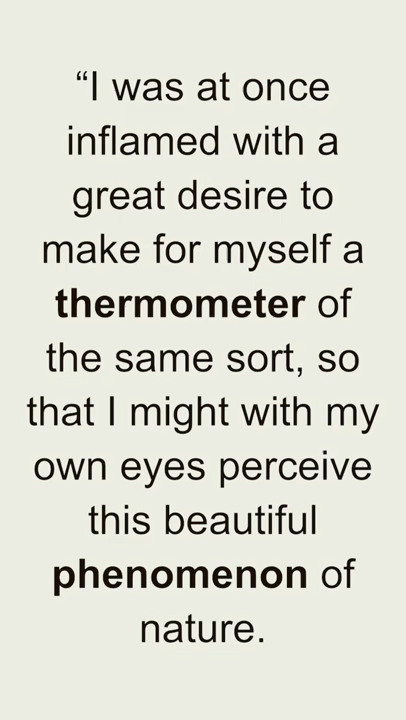 “I was at once
inflamed with a
great desire to
make for myself a
thermometer of
the same sort, so
that I might with my
own eyes perceive
this beautiful
phenomenon of
nature.